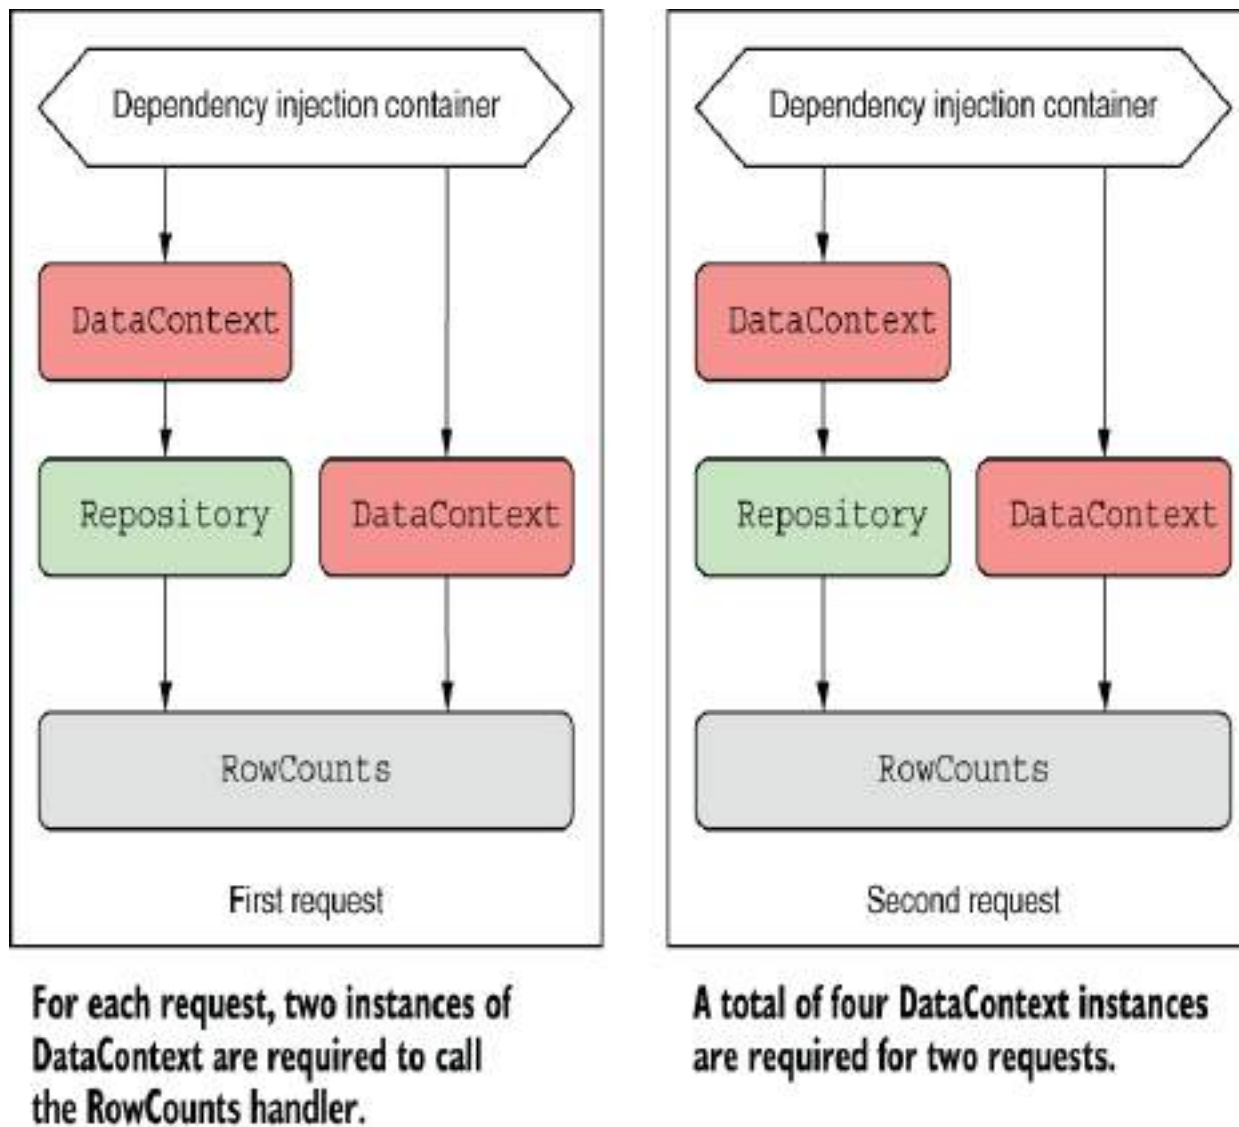 Dependency injection container
DataContext
Repository
DataContext
RowCounts
First request
For each request, two instances of
DataContext are required to call
the RowCounts handler.
Dependency injection container
DataContext
Repository
DataContext
RowCounts
Second request
A total of four DataContext instances
are required for two requests.